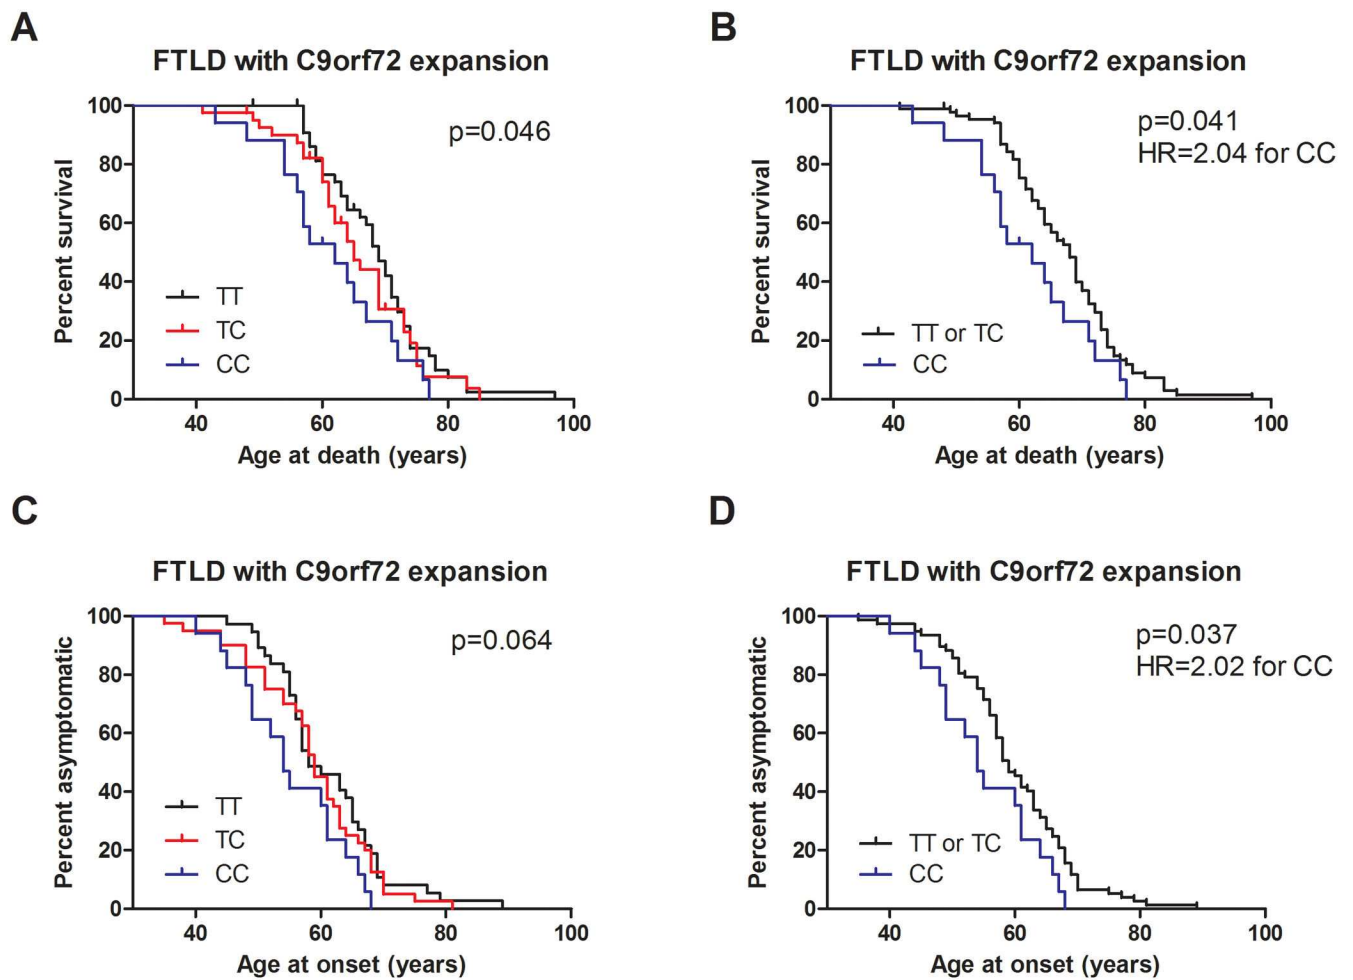 A
FTLD with C9orf72 expansion
p=0.046
Percent survival
100
80
60
40
20
0
TT
TC
CC
40 60 80 100
Age at death (years)
B
FTLD with C9orf72 expansion
p=0.041
HR=2.04 for CC
Percent survival
100
80
60
40
20
0
TT or TC
CC
40 60 80 100
Age at death (years)
C
FTLD with C9orf72 expansion
p=0.064
Percent asymptomatic
100
80
60
40
20
0
TT
TC
CC
40 60 80 100
Age at onset (years)
D
FTLD with C9orf72 expansion
p=0.037
HR=2.02 for CC
Percent asymptomatic
100
80
60
40
20
0
TT or TC
CC
40 60 80 100
Age at onset (years)